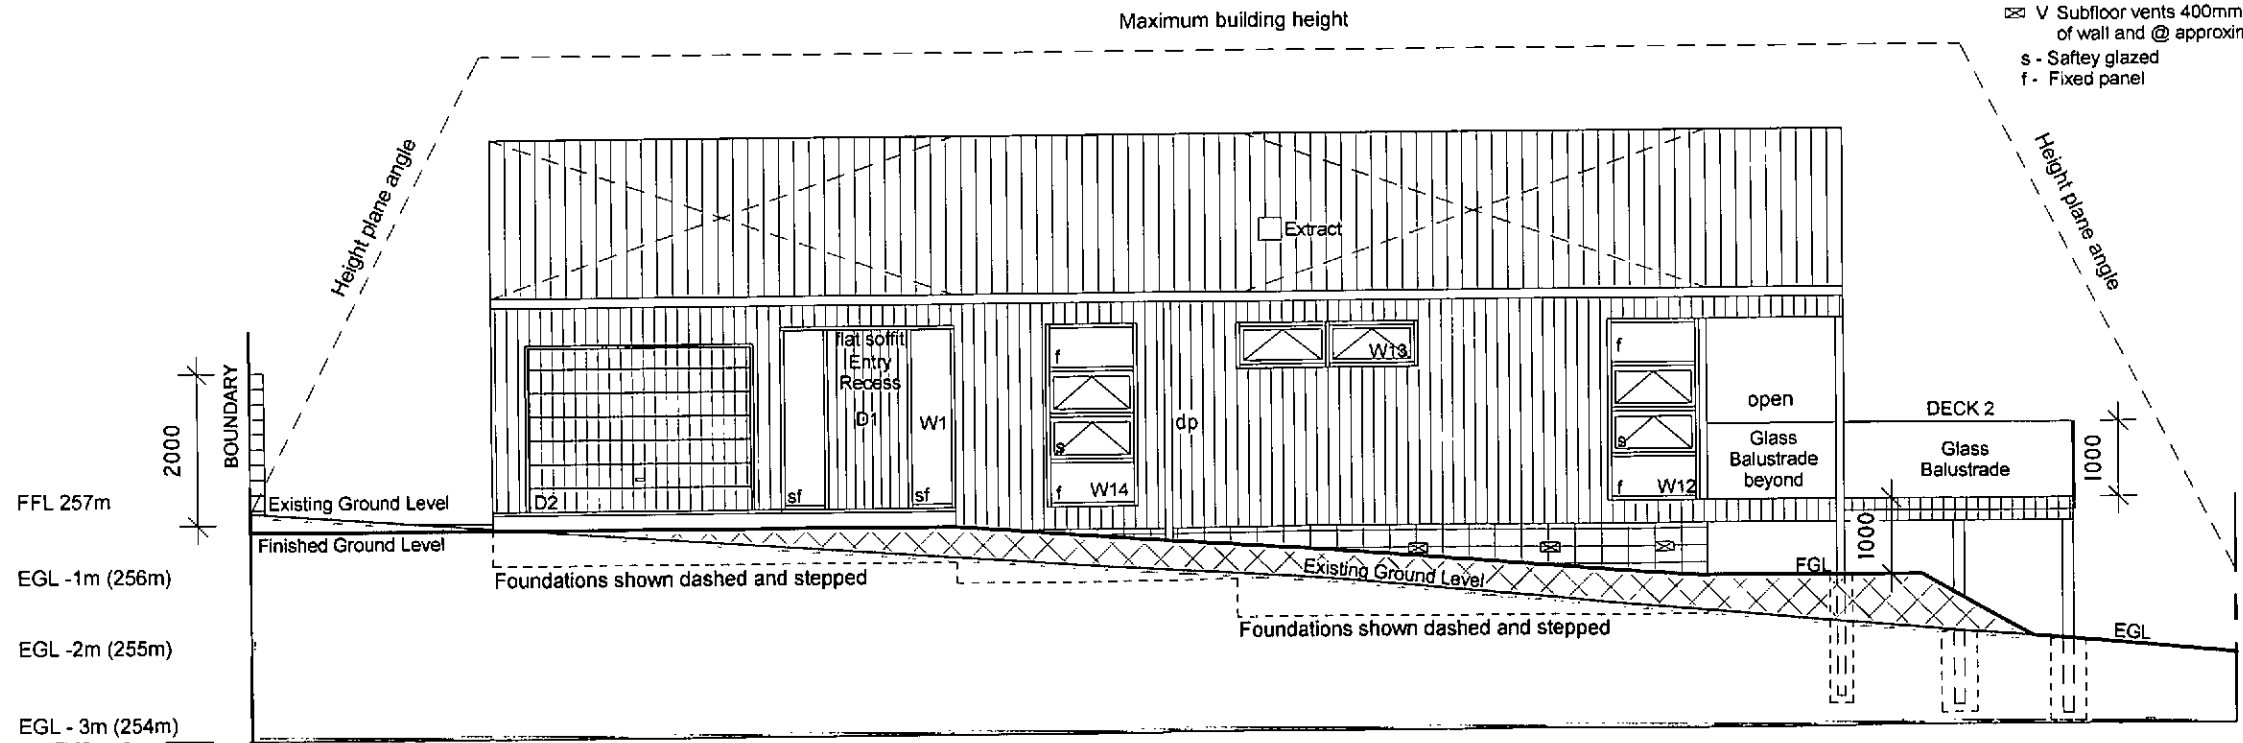 Maximum building height
V Subfloor vents 400mm
of wall and @ approxin
s - Saftey glazed
f - Fixed panel
Height plane angle
Height plane angle
Extract
BOUNDARY
2000
flat soffit
Entry
Recess
D1
W1
D2
sf
sf
f
s
f
W14
dp
W13
f
s
f
W12
open
Glass
Balustrade
beyond
DECK 2
Glass
Balustrade
1000
1000
FFL 257m
Existing Ground Level
Finished Ground Level
EGL -1m (256m)
Foundations shown dashed and stepped
Existing Ground Level
FGL
Foundations shown dashed and stepped
EGL
EGL -2m (255m)
EGL - 3m (254m)